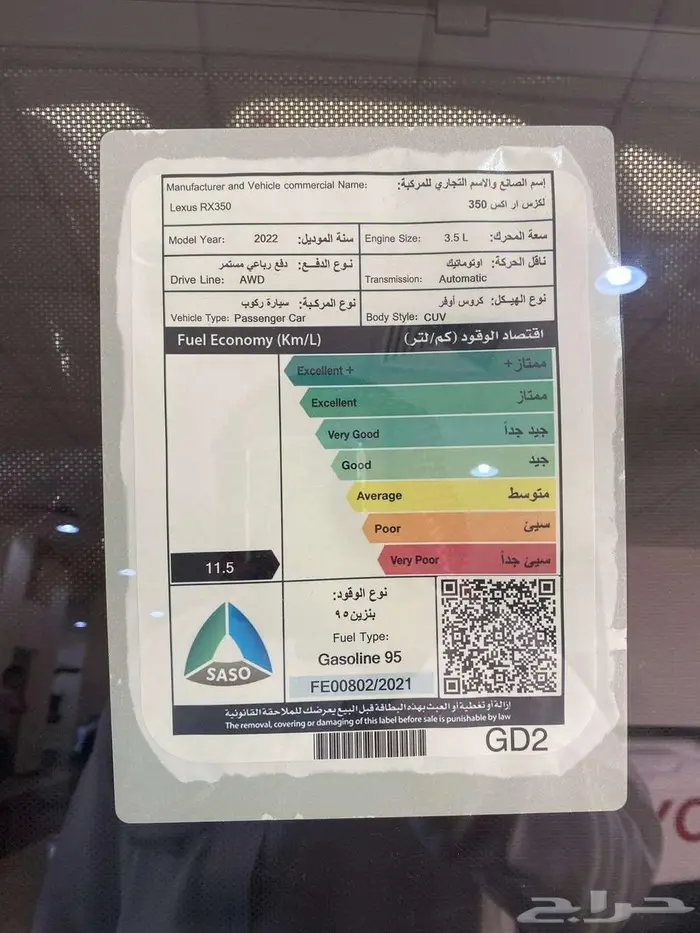 Manufacturer and Vehicle commercial Name: إسم الصانع والاسم التجاري للمركبة:
Lexus RX350 لكزس ار اكس 350
Model Year: 2022 سنة الموديل:
Engine Size: 3.5 L سعة المحرك:
نوع الدفـع: دفع رباعي مستمر
Drive Line: AWD
ناقل الحركة: اوتوماتيك
Transmission: Automatic
نوع المركبة: سيارة ركوب
Vehicle Type: Passenger Car
نوع الهيكل: كروس أوفر
Body Style: CUV
Fuel Economy (Km/L) اقتصاد الوقود (كم/لتر)
Excellent + ممتاز+
Excellent ممتاز
Very Good جيد جداً
Good جيد
Average متوسط
Poor سيئ
Very Poor سيئ جداً
11.5
نوع الوقود:
بنزين ٩٥
Fuel Type:
Gasoline 95
FE00802/2021
SASO
إزالة أو تغطية أو العبث بهذه البطاقة قبل البيع يعرضك للملاحقة القانونية
The removal, covering or damaging of this label before sale is punishable by law
GD2
YO
حراج